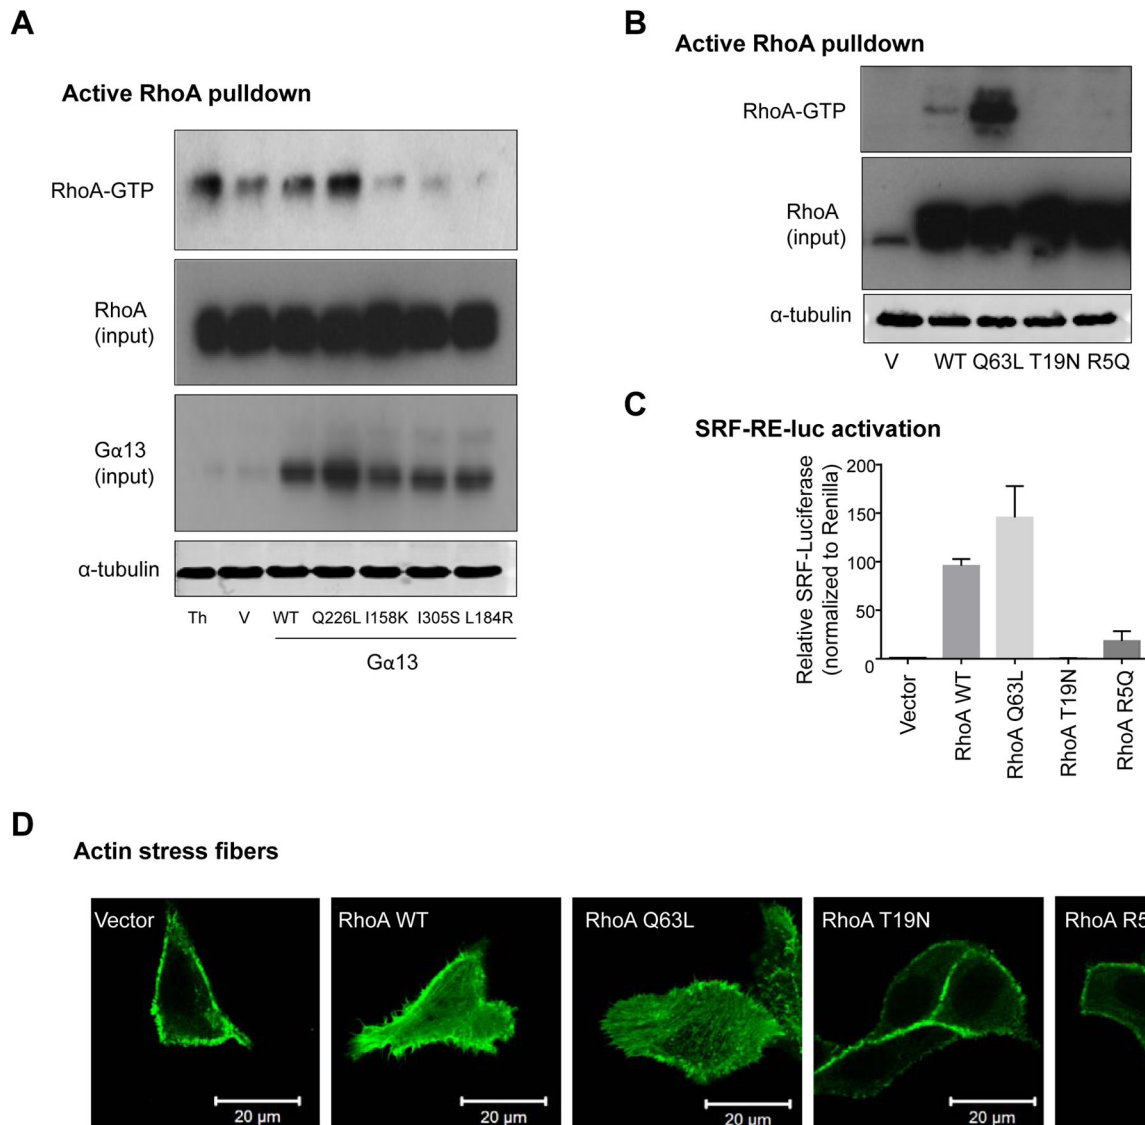 A
Active RhoA pulldown
RhoA-GTP
RhoA
(input)
Gα13
(input)
α-tubulin
Th V WT Q226L I158K I305S L184R
Gα13
B
Active RhoA pulldown
RhoA-GTP
RhoA
(input)
α-tubulin
V WT Q63L T19N R5Q
C
SRF-RE-luc activation
Relative SRF-Luciferase
(normalized to Renilla)
200
150
100
50
0
Vector
RhoA WT
RhoA Q63L
RhoA T19N
RhoA R5Q
D
Actin stress fibers
Vector
20 µm
RhoA WT
20 µm
RhoA Q63L
20 µm
RhoA T19N
20 µm
RhoA R5